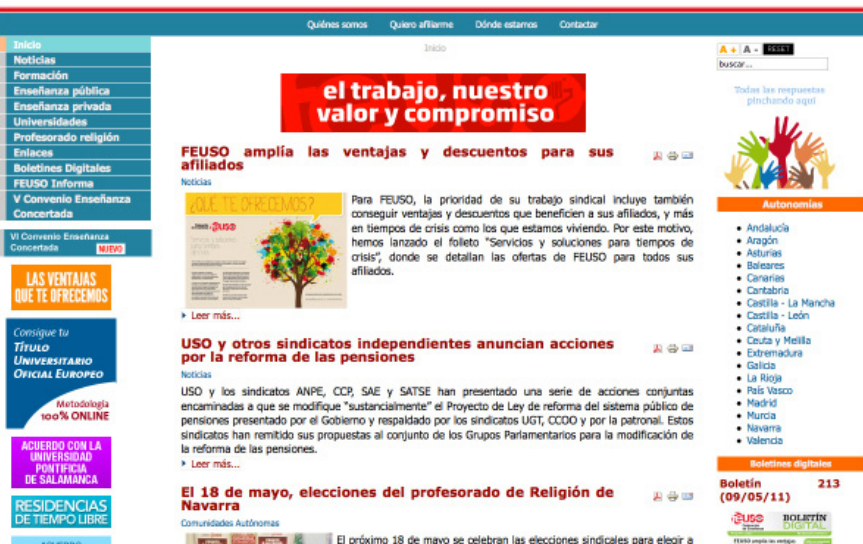 Quiénes somos Quiero afiliarme Dónde estamos Contactar
Inicio
Noticias
Formación
Enseñanza pública
Enseñanza privada
Universidades
Profesorado religión
Enlaces
Boletines Digitales
FEUSO Informa
V Convenio Enseñanza
Concertada
VI Convenio Enseñanza
Concertada NUEVO
LAS VENTAJAS
QUE TE OFRECEMOS
Consigue tu
TÍTULO
UNIVERSITARIO
OFICIAL EUROPEO
Metodología
100% ONLINE
ACUERDO CON LA
UNIVERSIDAD
PONTIFICIA
DE SALAMANCA
RESIDENCIAS
DE TIEMPO LIBRE
ACUERDO
Inicio
el trabajo, nuestro
valor y compromiso
FEUSO amplía las ventajas y descuentos para sus
afiliados
Noticias
¿QUÉ TE OFRECEMOS?
Para FEUSO, la prioridad de su trabajo sindical incluye también
conseguir ventajas y descuentos que beneficien a sus afiliados, y más
en tiempos de crisis como los que estamos viviendo. Por este motivo,
hemos lanzado el folleto "Servicios y soluciones para tiempos de
crisis", donde se detallan las ofertas de FEUSO para todos sus
afiliados.
Leer más...
USO y otros sindicatos independientes anuncian acciones
por la reforma de las pensiones
Noticias
USO y los sindicatos ANPE, CCP, SAE y SATSE han presentado una serie de acciones conjuntas
encaminadas a que se modifique "sustancialmente" el Proyecto de Ley de reforma del sistema público de
pensiones presentado por el Gobierno y respaldado por los sindicatos UGT, CCOO y por la patronal. Estos
sindicatos han remitido sus propuestas al conjunto de los Grupos Parlamentarios para la modificación de
la reforma de las pensiones.
Leer más...
El 18 de mayo, elecciones del profesorado de Religión de
Navarra
Comunidades Autónomas
El próximo 18 de mayo se celebran las elecciones sindicales para elegir a
A + A - RESET
buscar...
Todas las respuestas
pinchando aquí
Autonomías
Andalucía
Aragón
Asturias
Baleares
Canarias
Cantabria
Castilla - La Mancha
Castilla - León
Cataluña
Ceuta y Melilla
Extremadura
Galicia
La Rioja
País Vasco
Madrid
Murcia
Navarra
Valencia
Boletines digitales
Boletín 213
(09/05/11)
BOLETÍN
DIGITAL